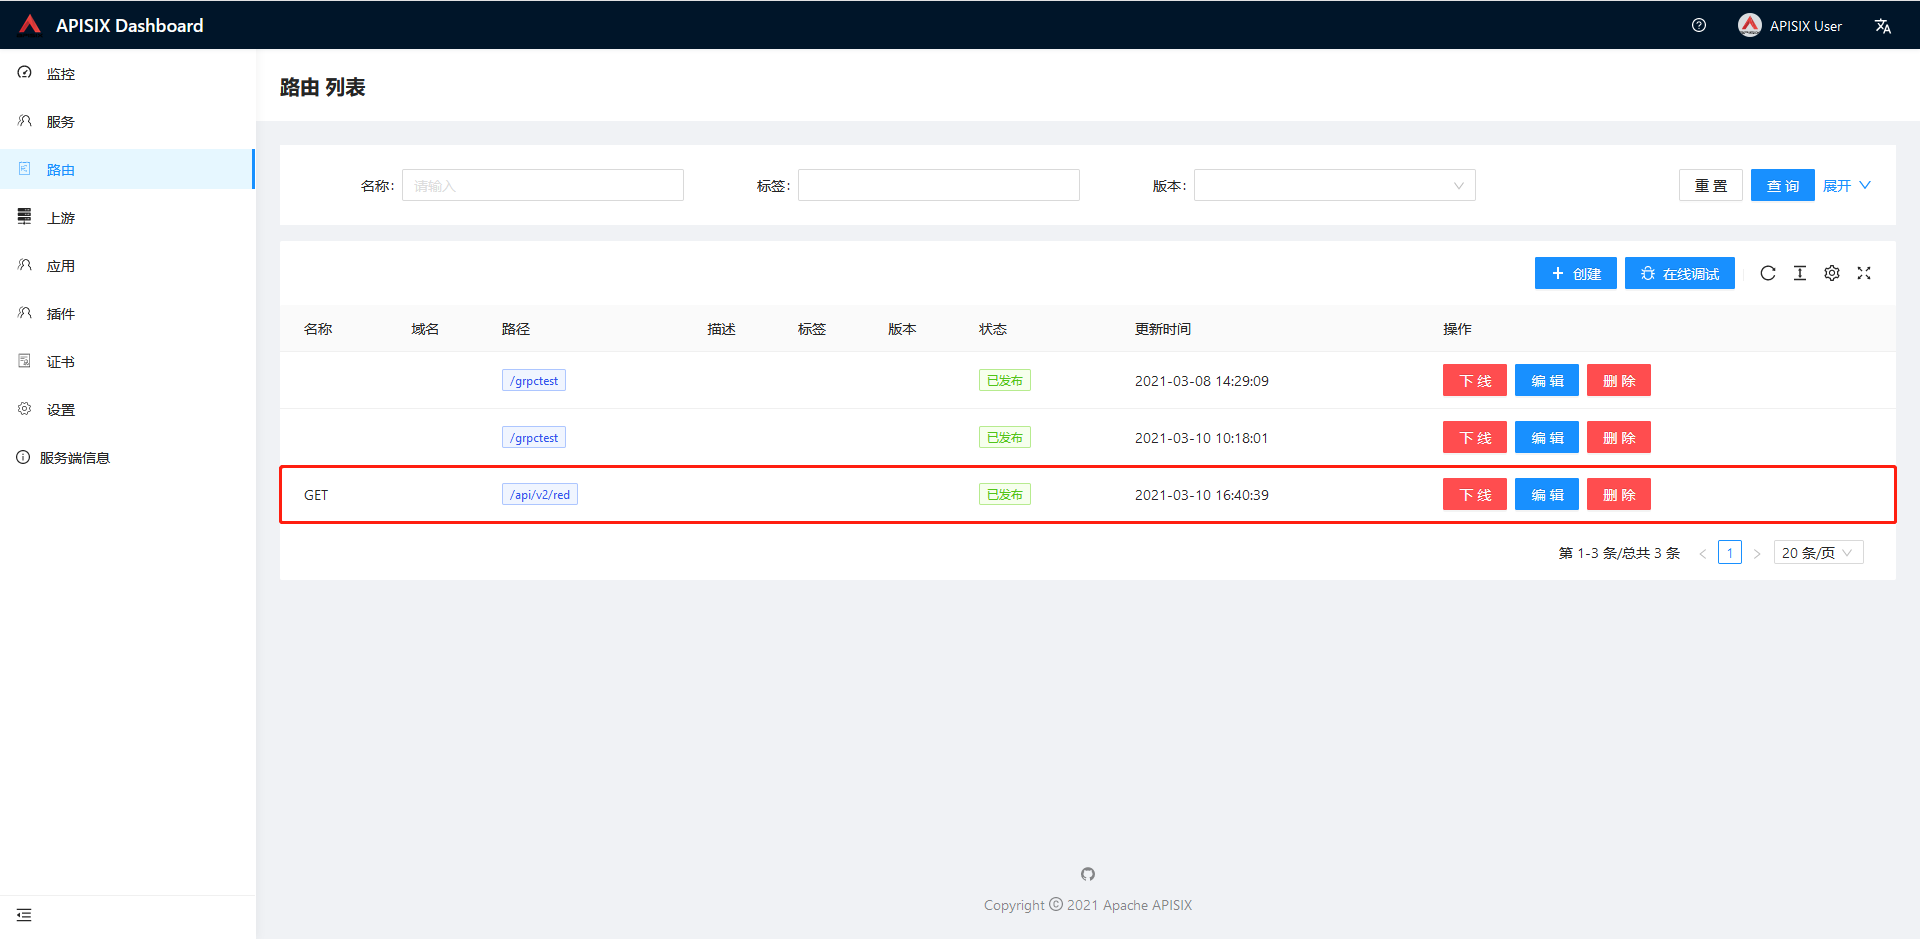 APISIX Dashboard
APISIX User
监控
服务
路由
上游
应用
插件
证书
设置
服务端信息
路由 列表
名称: 请输入 标签: 版本: 重 置 查 询 展开
创建 在线调试
名称 域名 路径 描述 标签 版本 状态 更新时间 操作
/grpctest 已发布 2021-03-08 14:29:09 下 线 编 辑 删 除
/grpctest 已发布 2021-03-10 10:18:01 下 线 编 辑 删 除
GET /api/v2/red 已发布 2021-03-10 16:40:39 下 线 编 辑 删 除
第 1-3 条/总共 3 条 < 1 > 20 条/页
Copyright © 2021 Apache APISIX